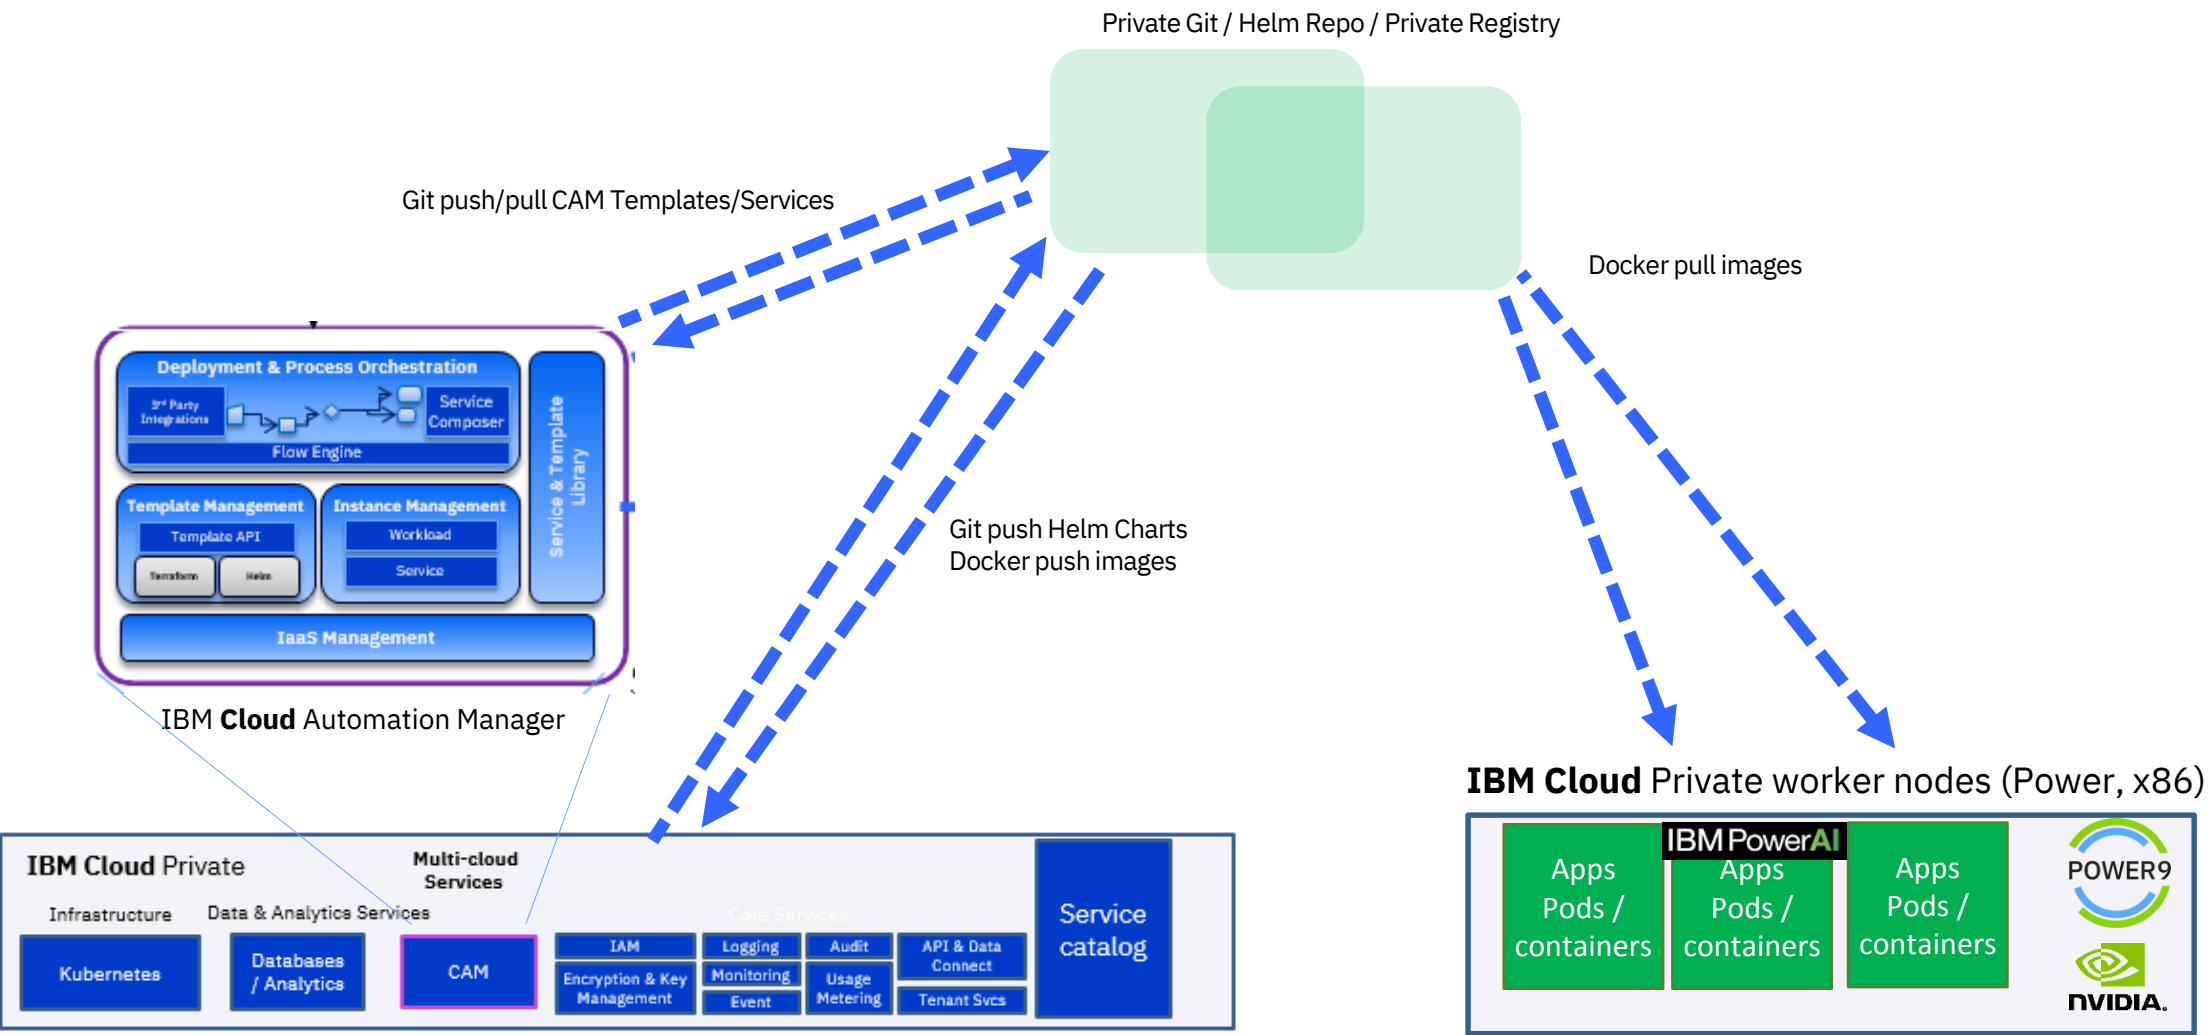 Private Git / Helm Repo / Private Registry
Git push/pull CAM Templates/Services
Docker pull images
Deployment & Process Orchestration
3rd Party
Integrations
Service
Composer
Flow Engine
Service & Template
Library
Template Management
Template API
Terraform
Helm
Instance Management
Workload
Service
IaaS Management
IBM Cloud Automation Manager
Git push Helm Charts
Docker push images
IBM Cloud Private
Multi-cloud
Services
Infrastructure
Data & Analytics Services
Core Services
Kubernetes
Databases
/ Analytics
CAM
IAM
Encryption & Key
Management
Logging
Monitoring
Event
Audit
Usage
Metering
API & Data
Connect
Tenant Svcs
Service
catalog
IBM Cloud Private worker nodes (Power, x86)
IBM PowerAI
Apps
Pods /
containers
Apps
Pods /
containers
Apps
Pods /
containers
POWER9
NVIDIA.